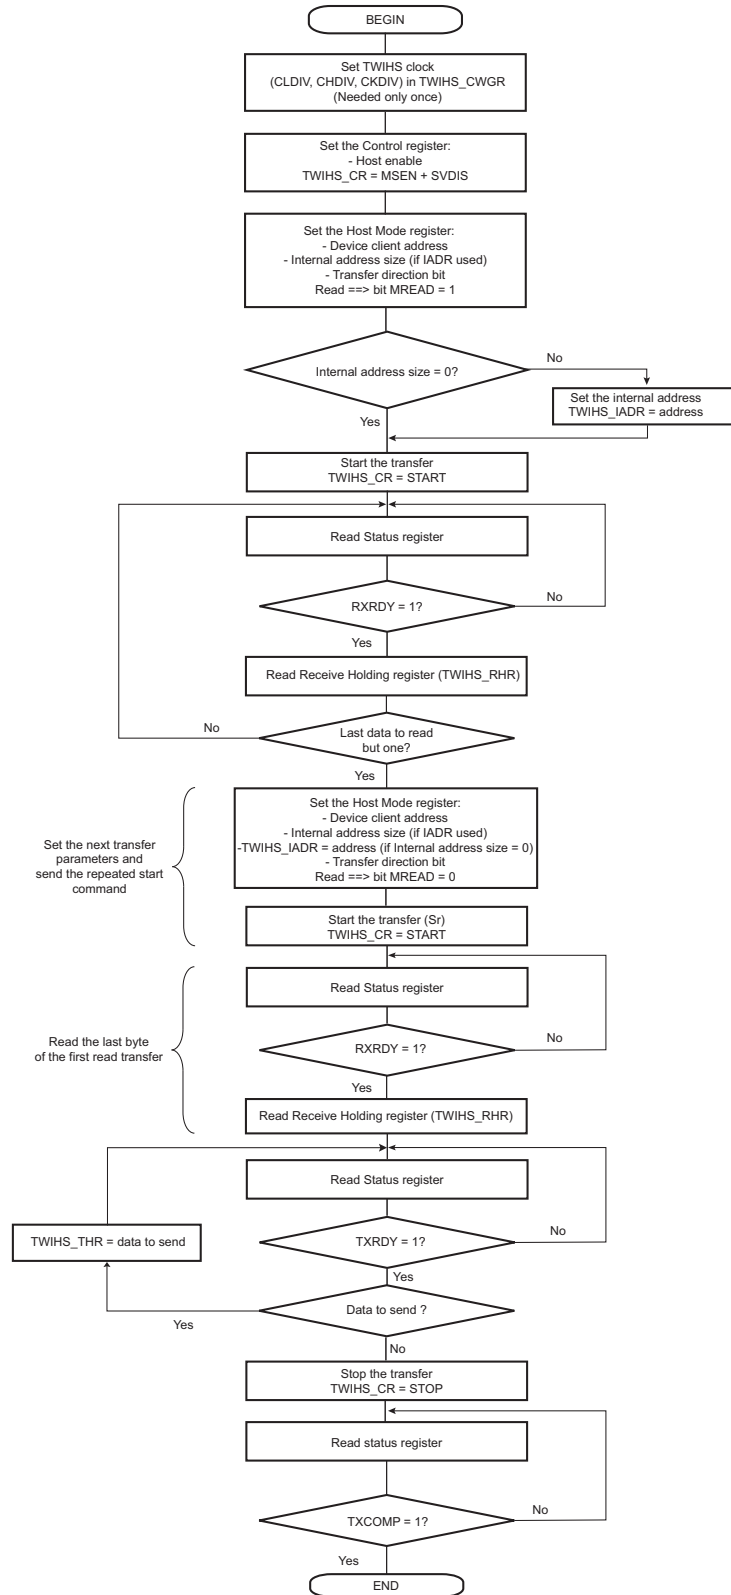 BEGIN
Set TWIHS clock
(CLDIV, CHDIV, CKDIV) in TWIHS_CWGR
(Needed only once)
Set the Control register:
- Host enable
TWIHS_CR = MSEN + SVDIS
Set the Host Mode register:
- Device client address
- Internal address size (if IADR used)
- Transfer direction bit
Read ==> bit MREAD = 1
Internal address size = 0?
No
Set the internal address
TWIHS_IADR = address
Yes
Start the transfer
TWIHS_CR = START
Read Status register
RXRDY = 1?
No
Yes
Read Receive Holding register (TWIHS_RHR)
Last data to read
but one?
No
Yes
Set the next transfer
parameters and
send the repeated start
command
Set the Host Mode register:
- Device client address
- Internal address size (if IADR used)
-TWIHS_IADR = address (if Internal address size = 0)
- Transfer direction bit
Read ==> bit MREAD = 0
Start the transfer (Sr)
TWIHS_CR = START
Read the last byte
of the first read transfer
Read Status register
RXRDY = 1?
No
Yes
Read Receive Holding register (TWIHS_RHR)
Read Status register
TWIHS_THR = data to send
TXRDY = 1?
No
Yes
Data to send ?
Yes
No
Stop the transfer
TWIHS_CR = STOP
Read status register
TXCOMP = 1?
No
Yes
END